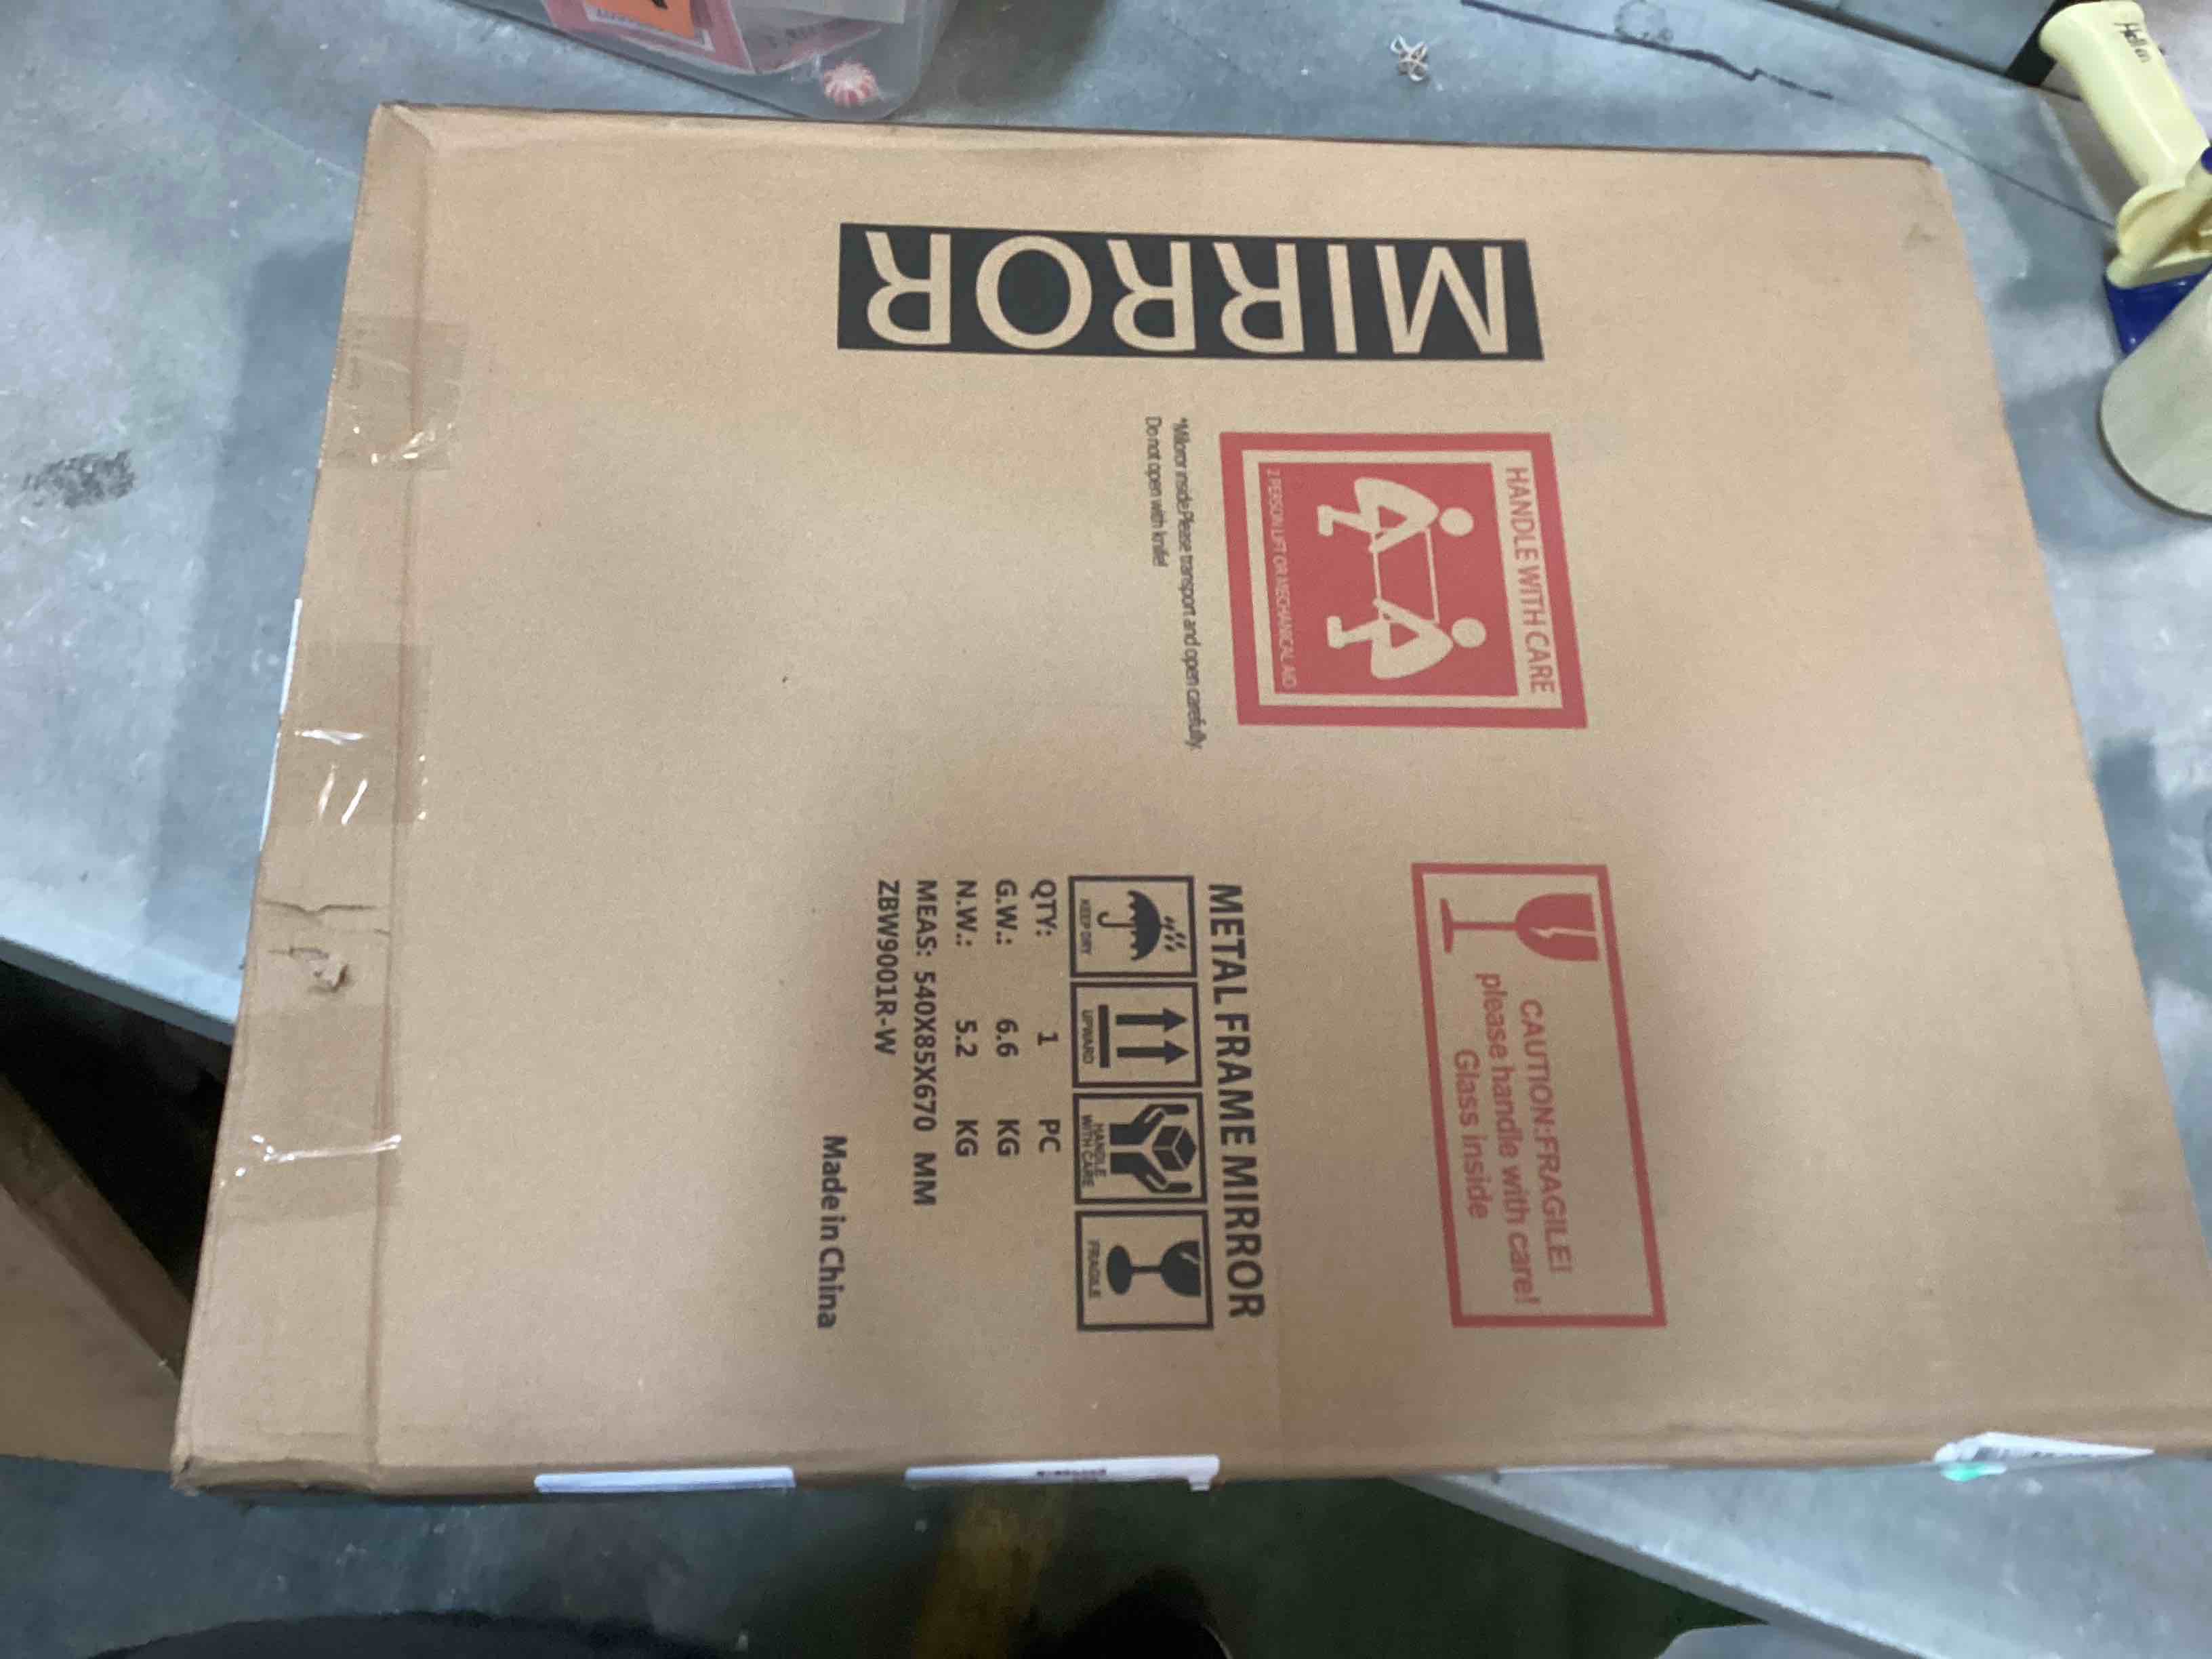 MIRROR
HANDLE WITH CARE
2 PERSON LIFT OR MECHANICAL AID
*Miloror inside.Please transport and open carefully.
Do not open with knife!
CAUTION:FRAGILE!
please handle with care!
Glass inside
METAL FRAME MIRROR
KEEP DRY
UPWARD
HANDLE
WITH CARE
FRAGILE
QTY: 1 PC
G.W.: 6.6 KG
N.W.: 5.2 KG
MEAS: 540X85X670 MM
ZBW9001R-W
Made in China